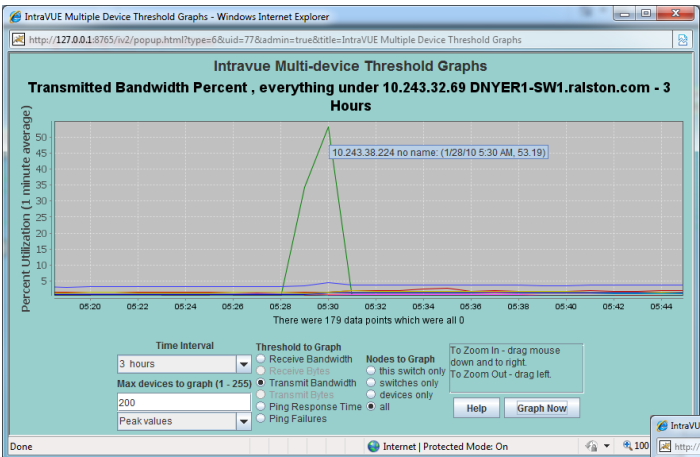 IntraVUE Multiple Device Threshold Graphs - Windows Internet Explorer
http://127.0.0.1:8765/iv2/popup.html?type=6&uid=77&admin=true&title=IntraVUE Multiple Device Threshold Graphs
Intravue Multi-device Threshold Graphs
Transmitted Bandwidth Percent , everything under 10.243.32.69 DNYER1-SW1.ralston.com - 3
Hours
Percent Utilization (1 minute average)
50
45
40
35
30
25
20
15
10
5
10.243.38.224 no name: (1/28/10 5:30 AM, 53.19)
05:20 05:22 05:24 05:26 05:28 05:30 05:32 05:34 05:36 05:38 05:40 05:42 05:44
There were 179 data points which were all 0
Time Interval
3 hours
Max devices to graph (1 - 255)
200
Peak values
Threshold to Graph
Receive Bandwidth
Receive Bytes
Transmit Bandwidth
Transmit Bytes
Ping Response Time
Ping Failures
Nodes to Graph
this switch only
switches only
devices only
all
To Zoom In - drag mouse
down and to right.
To Zoom Out - drag left.
Help
Graph Now
Done
Internet | Protected Mode: On
100
IntraVU
http://